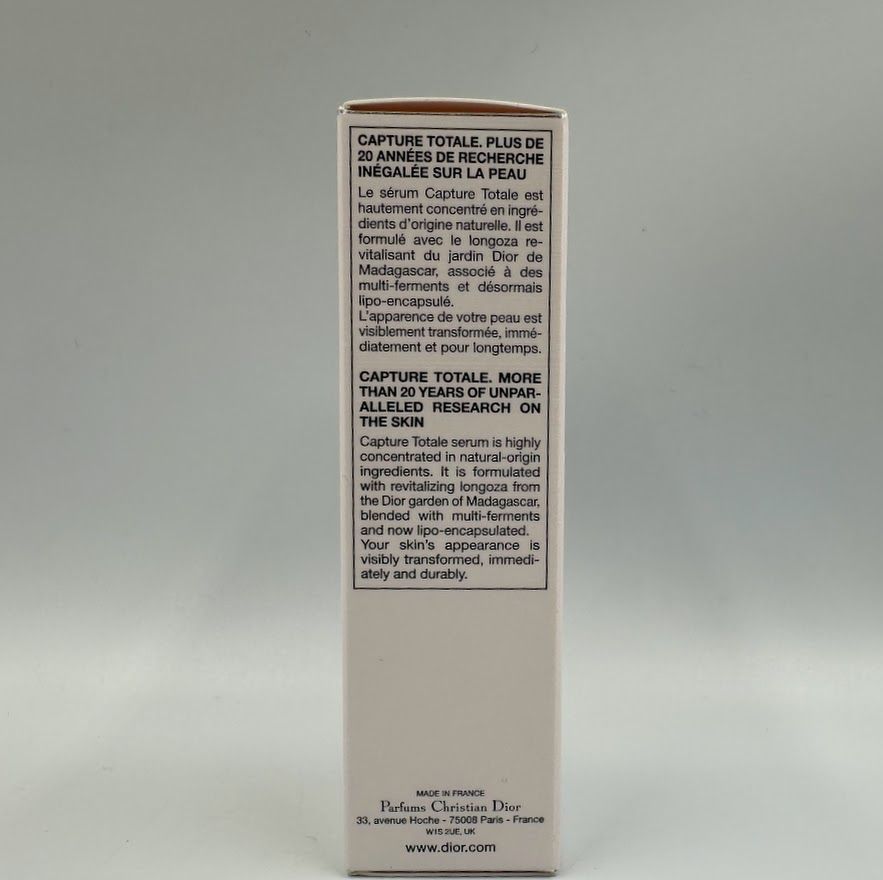 CAPTURE TOTALE. PLUS DE
20 ANNÉES DE RECHERCHE
INÉGALÉE SUR LA PEAU
Le sérum Capture Totale est
hautement concentré en ingré-
dients d'origine naturelle. Il est
formulé avec le longoza re-
vitalisant du jardin Dior de
Madagascar, associé à des
multi-ferments et désormais
lipo-encapsulé.
L'apparence de votre peau est
visiblement transformée, immé-
diatement et pour longtemps.
CAPTURE TOTALE. MORE
THAN 20 YEARS OF UNPAR-
ALLELED RESEARCH ON
THE SKIN
Capture Totale serum is highly
concentrated in natural-origin
ingredients. It is formulated
with revitalizing longoza from
the Dior garden of Madagascar,
blended with multi-ferments
and now lipo-encapsulated.
Your skin's appearance is
visibly transformed, immedi-
ately and durably.
MADE IN FRANCE
Parfums Christian Dior
33, avenue Hoche - 75008 Paris - France
W1S 2UE, UK
www.dior.com